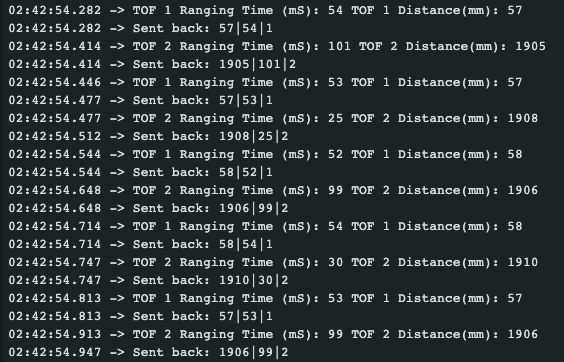 02:42:54.282 -> TOF 1 Ranging Time (mS): 54 TOF 1 Distance(mm): 57
02:42:54.282 -> Sent back: 57|54|1
02:42:54.414 -> TOF 2 Ranging Time (mS): 101 TOF 2 Distance(mm): 1905
02:42:54.414 -> Sent back: 1905|101|2
02:42:54.446 -> TOF 1 Ranging Time (mS): 53 TOF 1 Distance(mm): 57
02:42:54.477 -> Sent back: 57|53|1
02:42:54.477 -> TOF 2 Ranging Time (mS): 25 TOF 2 Distance(mm): 1908
02:42:54.512 -> Sent back: 1908|25|2
02:42:54.544 -> TOF 1 Ranging Time (mS): 52 TOF 1 Distance(mm): 58
02:42:54.544 -> Sent back: 58|52|1
02:42:54.648 -> TOF 2 Ranging Time (mS): 99 TOF 2 Distance(mm): 1906
02:42:54.648 -> Sent back: 1906|99|2
02:42:54.714 -> TOF 1 Ranging Time (mS): 54 TOF 1 Distance(mm): 58
02:42:54.714 -> Sent back: 58|54|1
02:42:54.747 -> TOF 2 Ranging Time (mS): 30 TOF 2 Distance(mm): 1910
02:42:54.747 -> Sent back: 1910|30|2
02:42:54.813 -> TOF 1 Ranging Time (mS): 53 TOF 1 Distance(mm): 57
02:42:54.813 -> Sent back: 57|53|1
02:42:54.913 -> TOF 2 Ranging Time (mS): 99 TOF 2 Distance(mm): 1906
02:42:54.947 -> Sent back: 1906|99|2